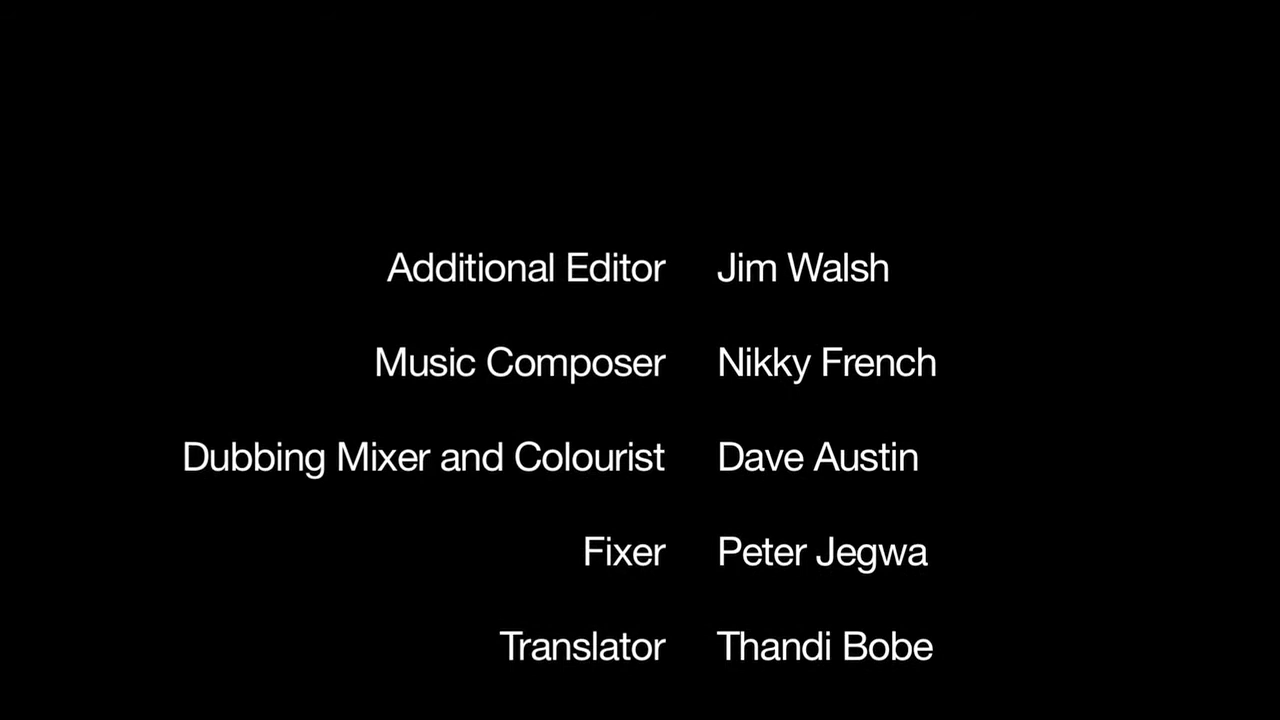 Additional Editor Jim Walsh
Music Composer Nikky French
Dubbing Mixer and Colourist Dave Austin
Fixer Peter Jegwa
Translator Thandi Bobe